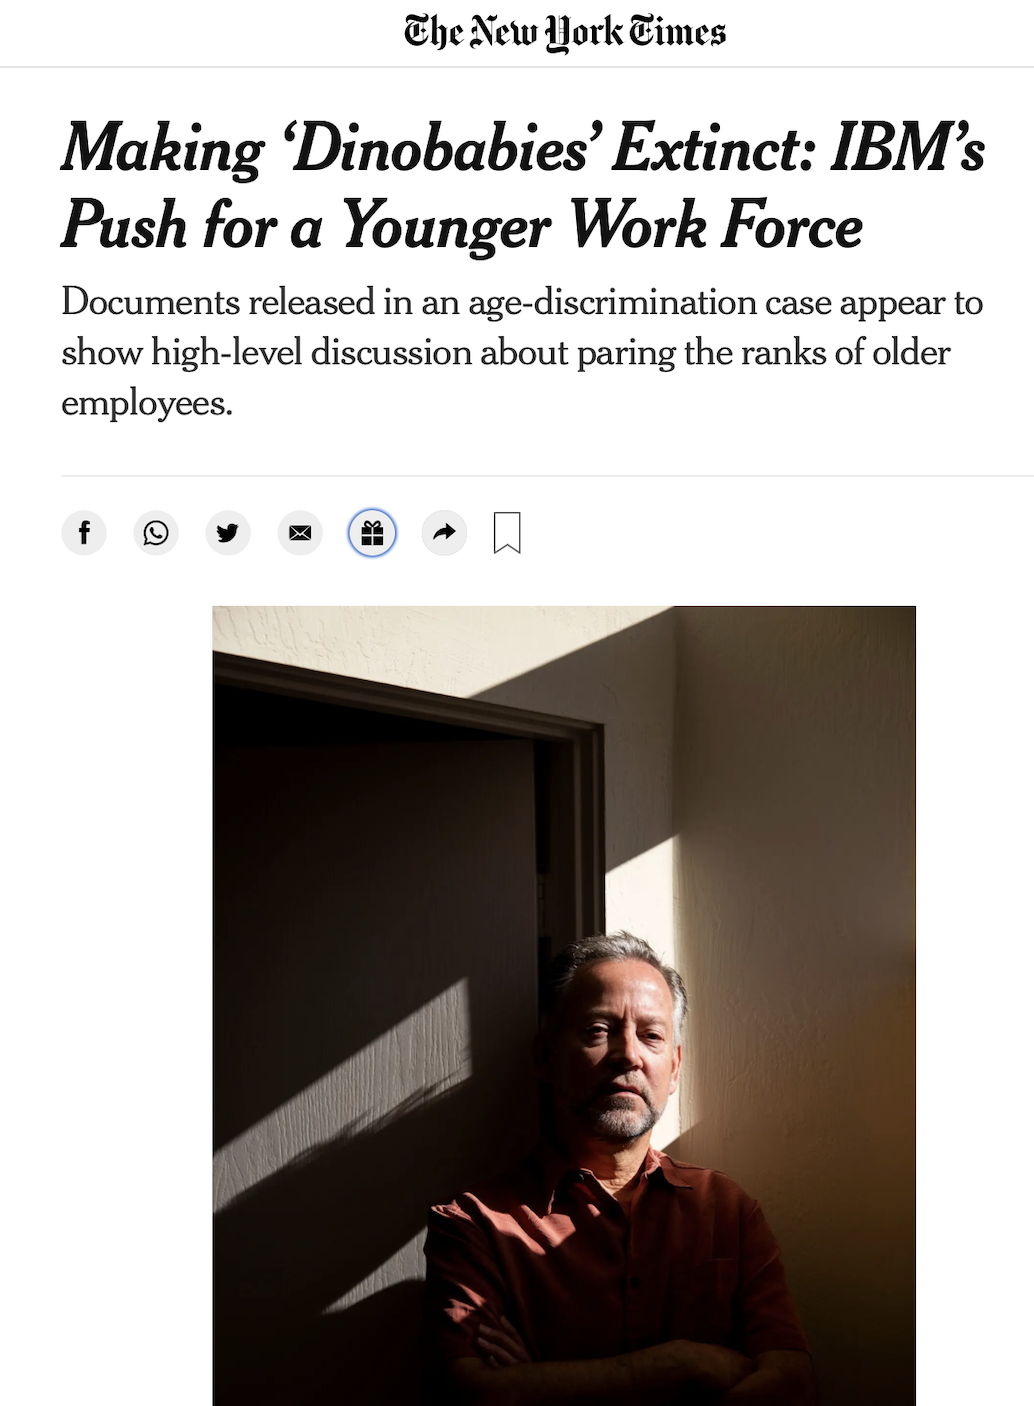 The New York Times
Making ‘Dinobabies’ Extinct: IBM’s
Push for a Younger Work Force
Documents released in an age-discrimination case appear to
show high-level discussion about paring the ranks of older
employees.